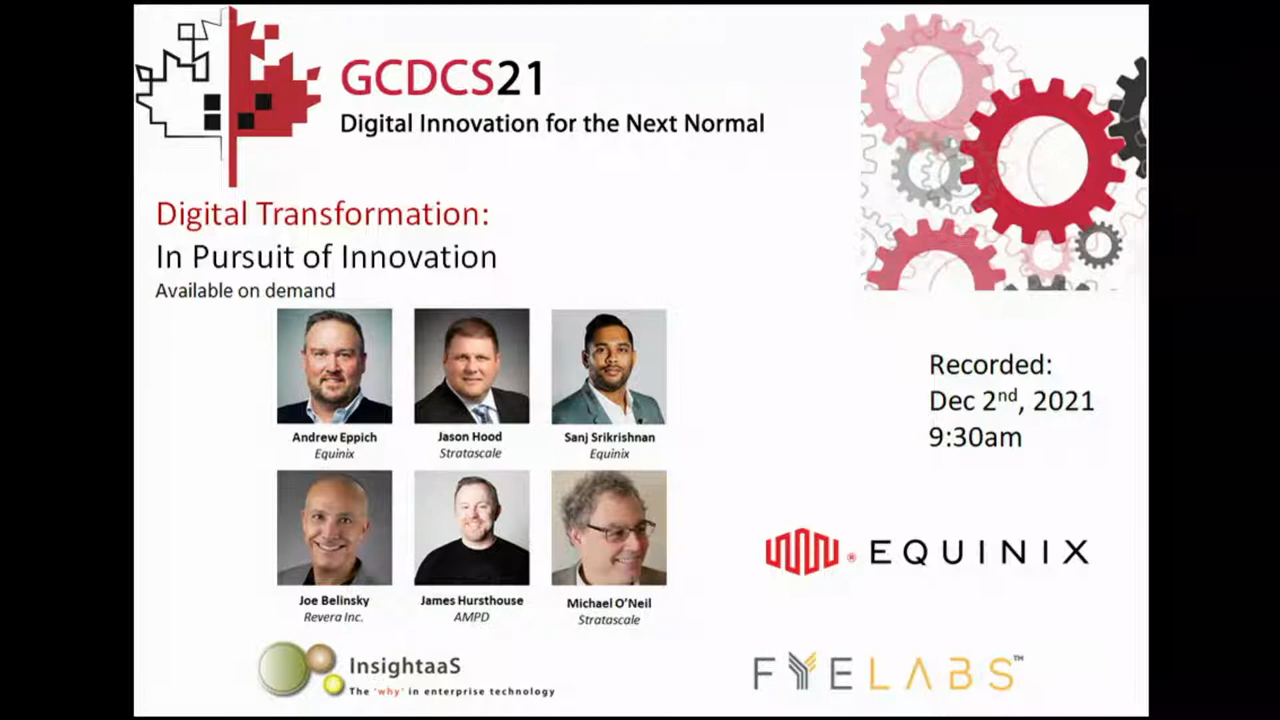 GCDCS21
Digital Innovation for the Next Normal
Digital Transformation:
In Pursuit of Innovation
Available on demand
Andrew Eppich
Equinix
Jason Hood
Stratascale
Sanj Srikrishnan
Equinix
Joe Belinsky
Revera Inc.
James Hursthouse
AMPD
Michael O'Neil
Stratascale
Recorded:
Dec 2nd, 2021
9:30am
® EQUINIX
InsightaaS
The 'why' in enterprise technology
FYELABS™